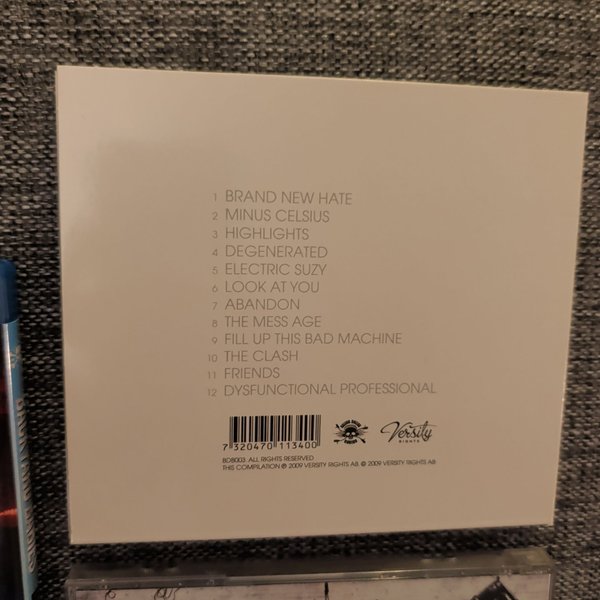 1 BRAND NEW HATE
2 MINUS CELSIUS
3 HIGHLIGHTS
4 DEGENERATED
5 ELECTRIC SUZY
6 LOOK AT YOU
7 ABANDON
8 THE MESS AGE
9 FILL UP THIS BAD MACHINE
10 THE CLASH
11 FRIENDS
12 DYSFUNCTIONAL PROFESSIONAL
7 320470 113400
Versity
RIGHTS
BDB003. ALL RIGHTS RESERVED
THIS COMPILATION ℗ 2009 VERSITY RIGHTS AB. © 2009 VERSITY RIGHTS AB